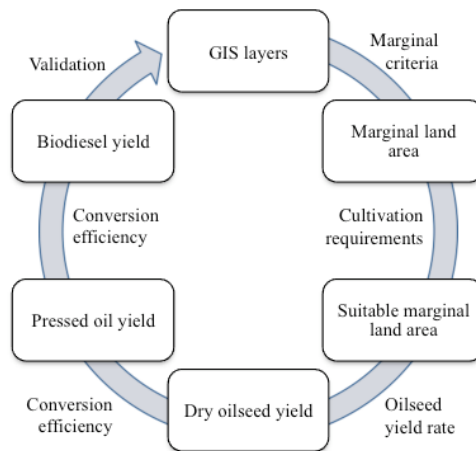 GIS layers
Marginal
criteria
Marginal land
area
Cultivation
requirements
Suitable marginal
land area
Oilseed
yield rate
Dry oilseed yield
Conversion
efficiency
Pressed oil yield
Conversion
efficiency
Biodiesel yield
Validation